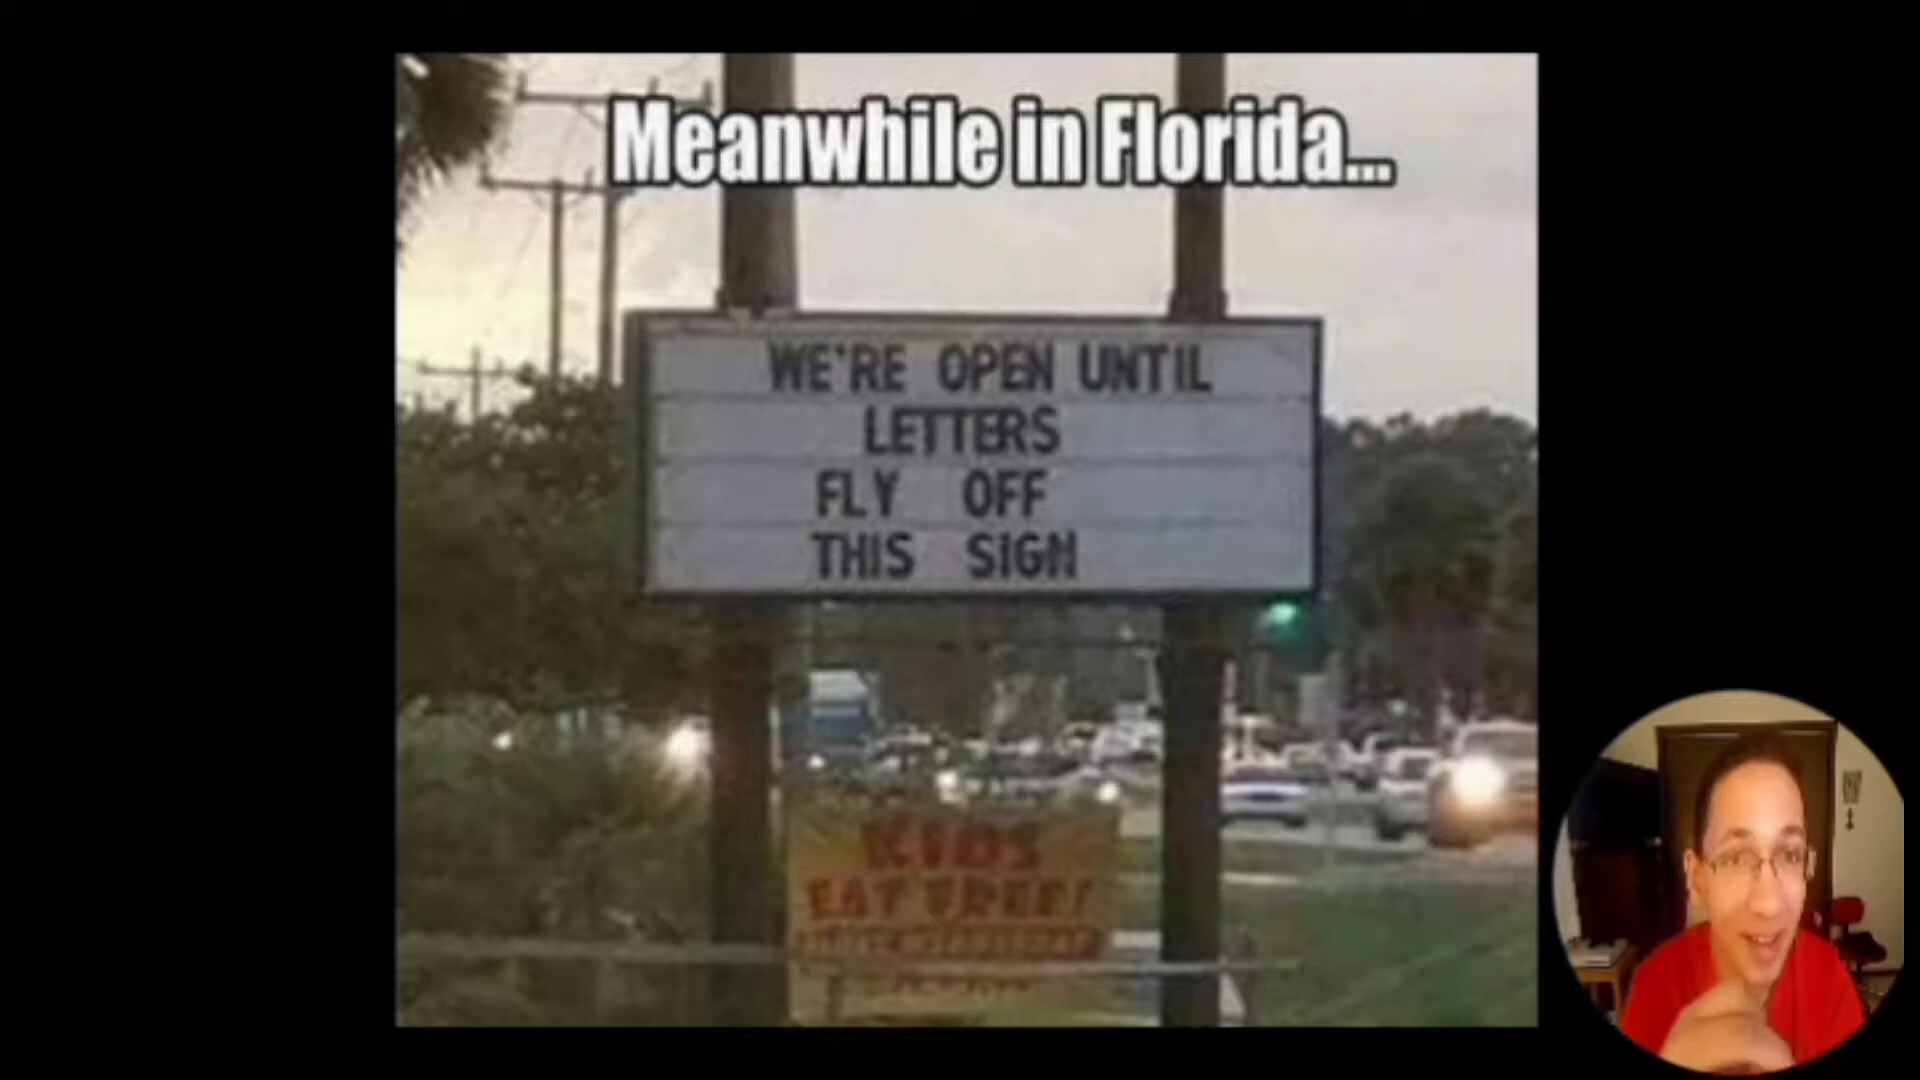 Meanwhile in Florida...
WE'RE OPEN UNTIL
LETTERS
FLY OFF
THIS SIGN
KIDS
EAT FREE!